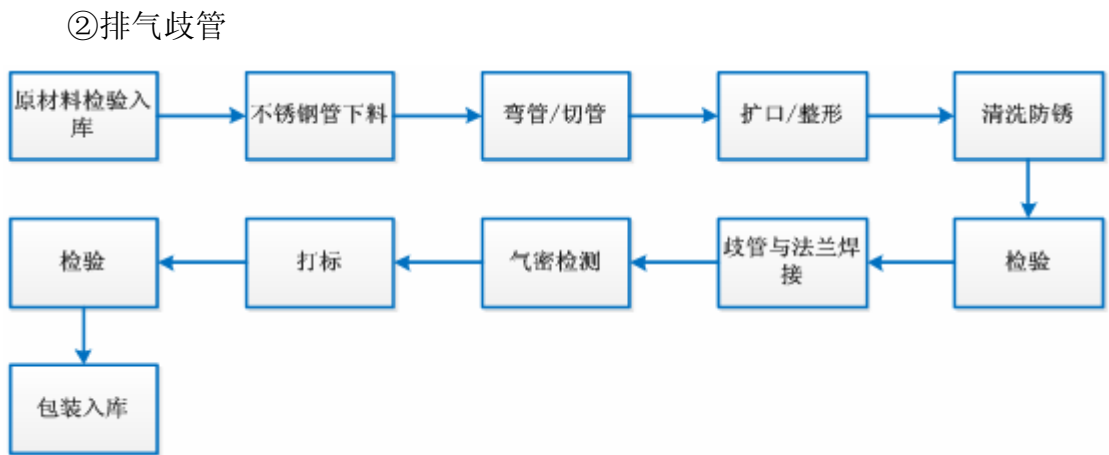 ②排气歧管
原材料检验入
库
不锈钢管下料
弯管/切管
扩口/整形
清洗防锈
检验
歧管与法兰焊
接
气密检测
打标
检验
包装入库